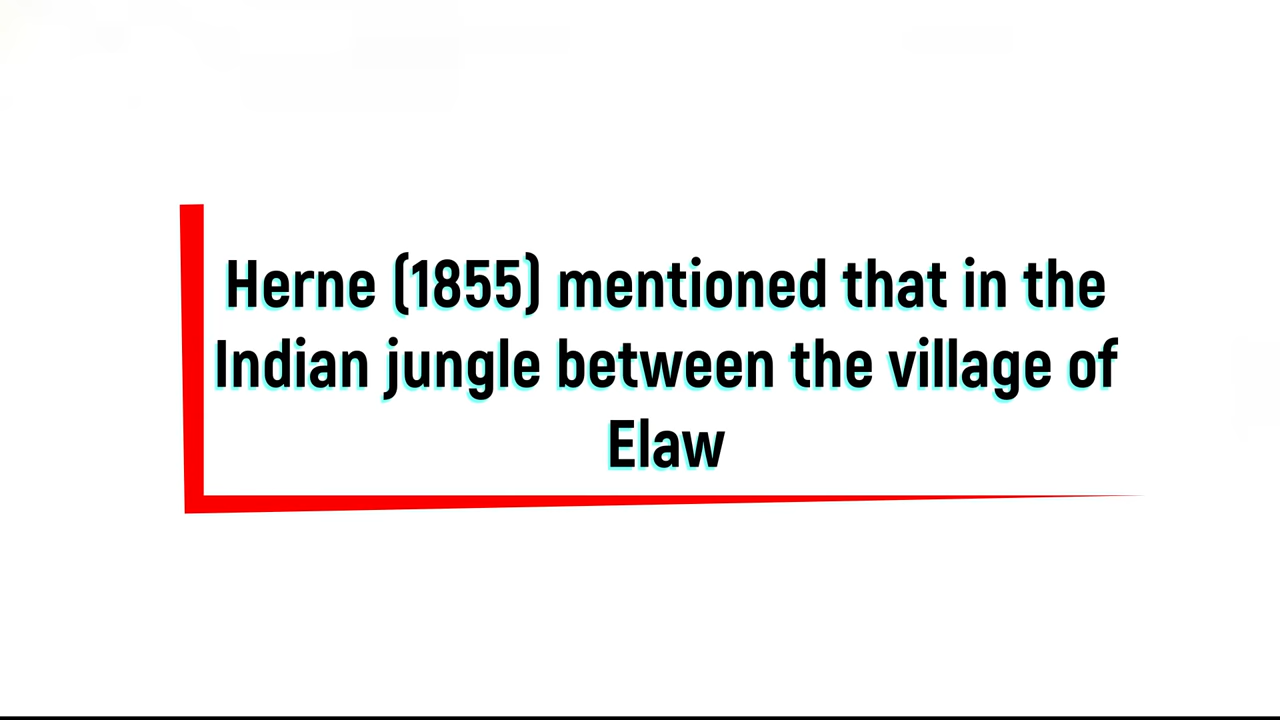 Herne (1855) mentioned that in the
Indian jungle between the village of
Elaw